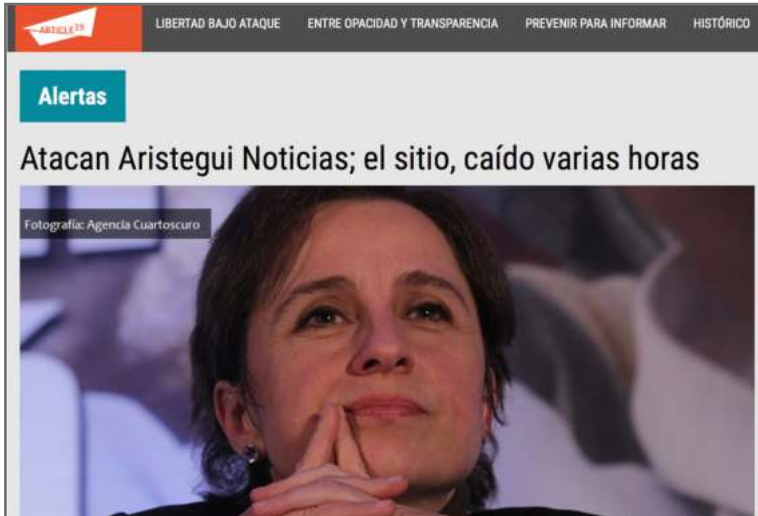 ARTICLE 19
LIBERTAD BAJO ATAQUE ENTRE OPACIDAD Y TRANSPARENCIA PREVENIR PARA INFORMAR HISTÓRICO
Alertas
Atacan Aristegui Noticias; el sitio, caído varias horas
Fotografía: Agencia Cuartoscuro